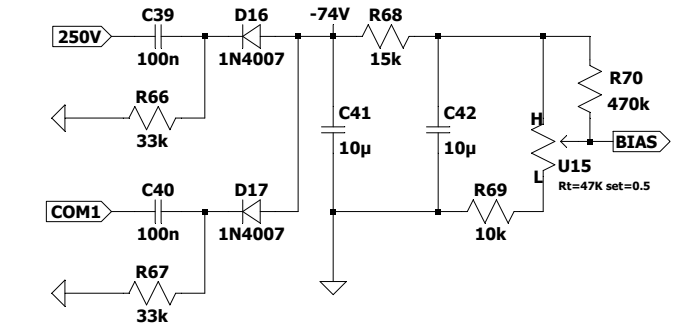 C39
D16
-74V
R68
250V
100n
1N4007
15k
R66
33k
C41
10µ
C42
10µ
R70
470k
H
BIAS
L
U15
Rt=47K set=0.5
C40
D17
R69
COM1
100n
1N4007
10k
R67
33k